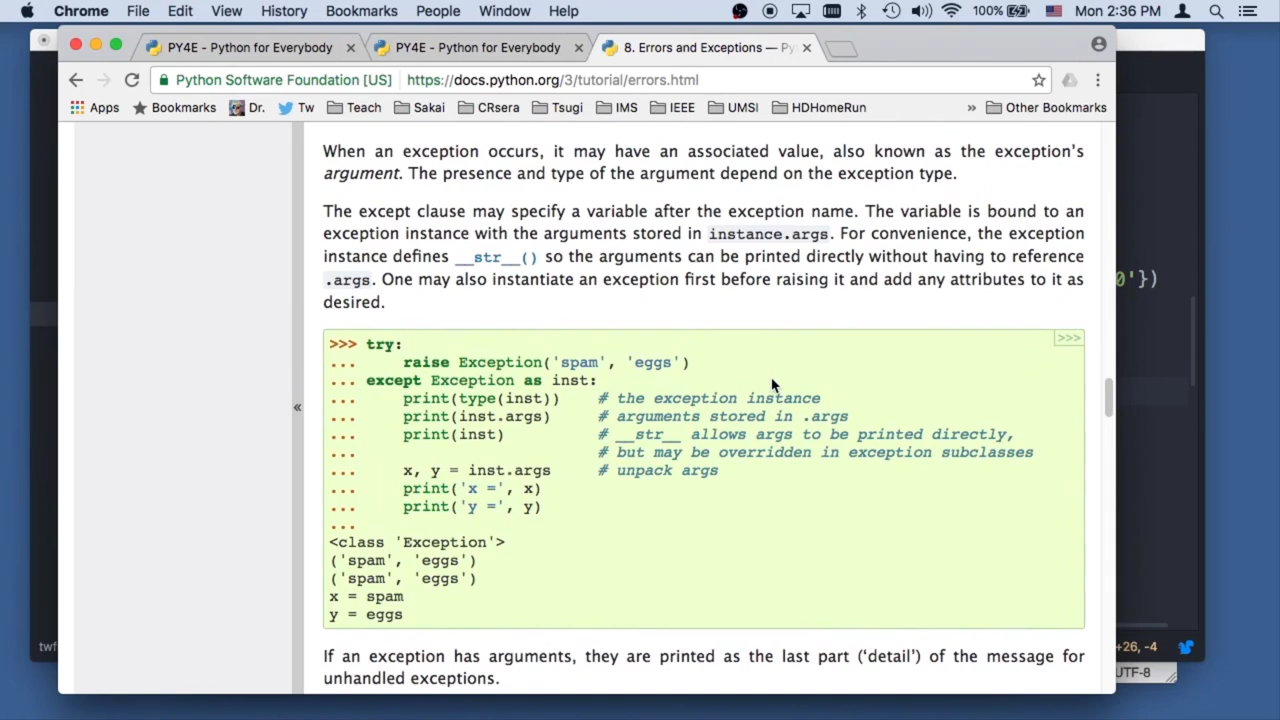 Chrome File Edit View History Bookmarks People Window Help 100% Mon 2:36 PM
PY4E - Python for Everybody × PY4E - Python for Everybody × 8. Errors and Exceptions — Py ×
Python Software Foundation [US] https://docs.python.org/3/tutorial/errors.html
Apps Bookmarks Dr. Tw Teach Sakai CRsera Tsugi IMS IEEE UMSI HDHomeRun » Other Bookmarks
When an exception occurs, it may have an associated value, also known as the exception’s
argument. The presence and type of the argument depend on the exception type.
The except clause may specify a variable after the exception name. The variable is bound to an
exception instance with the arguments stored in instance.args. For convenience, the exception
instance defines __str__() so the arguments can be printed directly without having to reference
.args. One may also instantiate an exception first before raising it and add any attributes to it as
desired.
>>>
>>> try:
...     raise Exception('spam', 'eggs')
... except Exception as inst:
...     print(type(inst))    # the exception instance
...     print(inst.args)     # arguments stored in .args
...     print(inst)          # __str__ allows args to be printed directly,
...                          # but may be overridden in exception subclasses
...     x, y = inst.args     # unpack args
...     print('x =', x)
...     print('y =', y)
...
<class 'Exception'>
('spam', 'eggs')
('spam', 'eggs')
x = spam
y = eggs
If an exception has arguments, they are printed as the last part (‘detail’) of the message for
unhandled exceptions.
«
0'})
twf
+26, -4
UTF-8